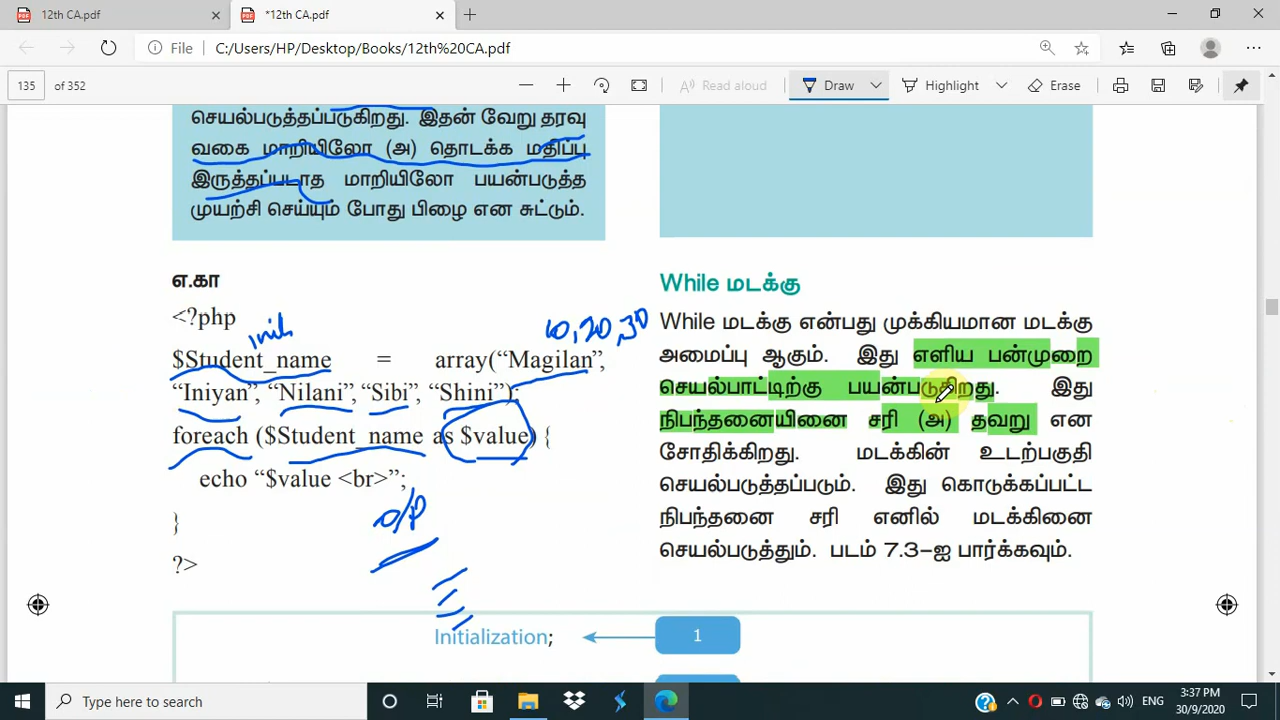 12th CA.pdf
*12th CA.pdf
File
C:/Users/HP/Desktop/Books/12th%20CA.pdf
135 of 352
Read aloud
Draw
Highlight
Erase
செயல்படுத்தப்படுகிறது. இதன் வேறு தரவு
வகை மாறியிலோ (அ) தொடக்க மதிப்பு
இருத்தப்படாத மாறியிலோ பயன்படுத்த
முயற்சி செய்யும் போது பிழை என சுட்டும்.
எ.கா
<?php
init
10, 20, 30
$Student_name = array(“Magilan”,
“Iniyan”, “Nilani”, “Sibi”, “Shini”);
foreach ($Student_name as $value) {
echo “$value <br>”;
O/P
}
?>
While மடக்கு
While மடக்கு என்பது முக்கியமான மடக்கு
அமைப்பு ஆகும். இது எளிய பன்முறை
செயல்பாட்டிற்கு பயன்படுகிறது. இது
நிபந்தனையினை சரி (அ) தவறு என
சோதிக்கிறது. மடக்கின் உடற்பகுதி
செயல்படுத்தப்படும். இது கொடுக்கப்பட்ட
நிபந்தனை சரி எனில் மடக்கினை
செயல்படுத்தும். படம் 7.3-ஐ பார்க்கவும்.
Initialization;
1
Type here to search
ENG
3:37 PM
30/9/2020